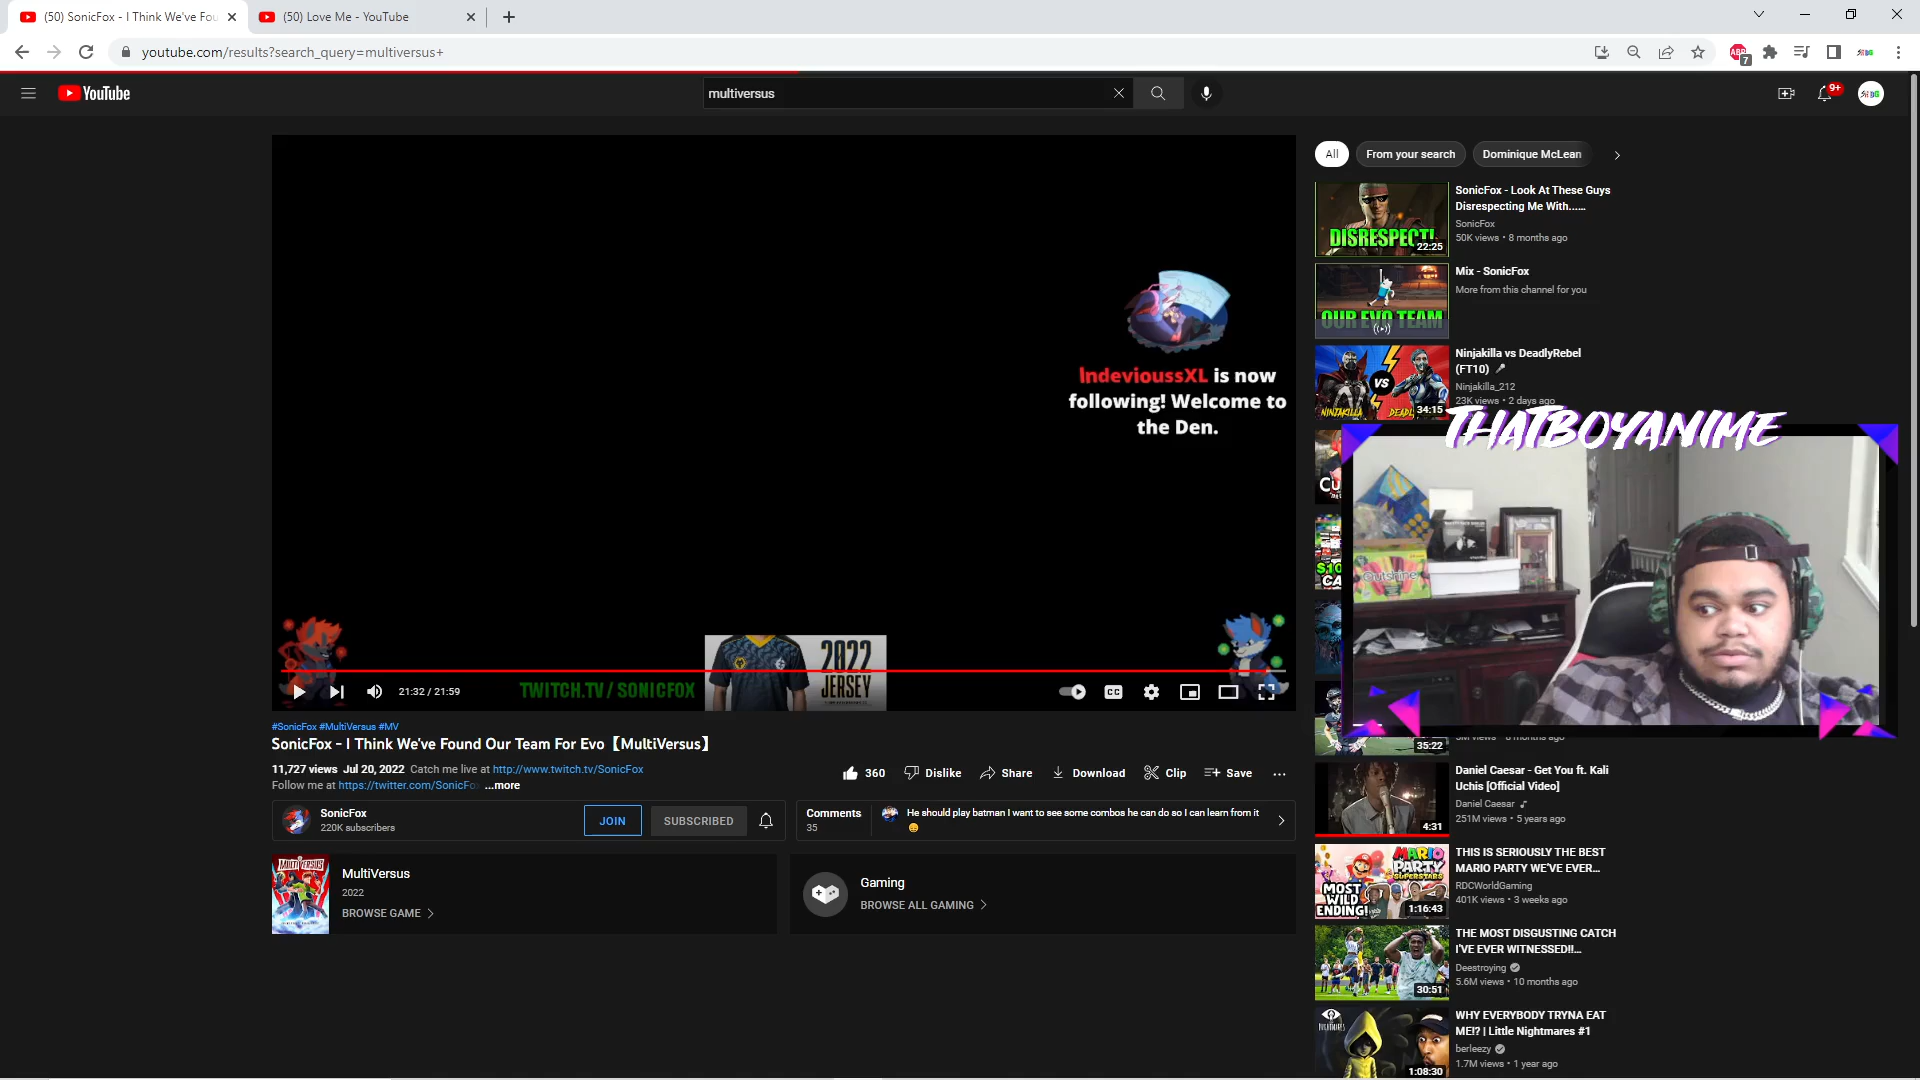 (50) SonicFox - I Think We've Fou
(50) Love Me - YouTube
youtube.com/results?search_query=multiversus+
ABP
7
YouTube
multiversus
9+
All
From your search
Dominique McLean
IndevioussXL is now
following! Welcome to
the Den.
2022
JERSEY
TWITCH.TV / SONICFOX
21:32 / 21:59
CC
#SonicFox #MultiVersus #MV
SonicFox - I Think We've Found Our Team For Evo【MultiVersus】
11,727 views Jul 20, 2022 Catch me live at http://www.twitch.tv/SonicFox
Follow me at https://twitter.com/SonicFo ...more
360
Dislike
Share
Download
Clip
Save
SonicFox
220K subscribers
JOIN
SUBSCRIBED
Comments
35
He should play batman I want to see some combos he can do so I can learn from it
MULTIVERSUS
MultiVersus
2022
BROWSE GAME
Gaming
BROWSE ALL GAMING
DISRESPECT!
22:25
SonicFox - Look At These Guys
Disrespecting Me With......
SonicFox
50K views • 8 months ago
OUR EVO TEAM
Mix - SonicFox
More from this channel for you
VS
NINJAKILLA
34:15
Ninjakilla vs DeadlyRebel
(FT10)
Ninjakilla_212
23K views • 2 days ago
THATBOYANIME
35:22
4:31
Daniel Caesar - Get You ft. Kali
Uchis [Official Video]
Daniel Caesar
251M views • 5 years ago
MARIO
PARTY
SUPERSTARS
MOST
WILD
ENDING!
1:16:43
THIS IS SERIOUSLY THE BEST
MARIO PARTY WE'VE EVER...
RDCWorldGaming
401K views • 3 weeks ago
30:51
THE MOST DISGUSTING CATCH
I'VE EVER WITNESSED!!...
Deestroying
5.6M views • 10 months ago
1:08:30
WHY EVERYBODY TRYNA EAT
ME!? | Little Nightmares #1
berleezy
1.7M views • 1 year ago